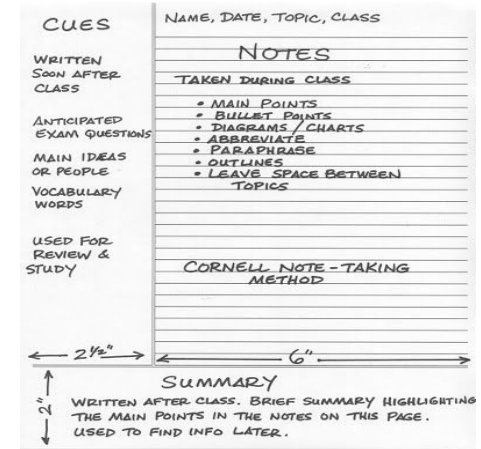 CUES
WRITTEN
SOON AFTER
CLASS
ANTICIPATED
EXAM QUESTIONS
MAIN IDEAS
OR PEOPLE
VOCABULARY
WORDS
USED FOR
REVIEW &
STUDY
2 1/2"
NAME, DATE, TOPIC, CLASS
NOTES
TAKEN DURING CLASS
• MAIN POINTS
• BULLET POINTS
• DIAGRAMS / CHARTS
• ABBREVIATE
• PARAPHRASE
• OUTLINES
• LEAVE SPACE BETWEEN
TOPICS
CORNELL NOTE-TAKING
METHOD
6"
2"
SUMMARY
WRITTEN AFTER CLASS. BRIEF SUMMARY HIGHLIGHTING
THE MAIN POINTS IN THE NOTES ON THIS PAGE.
USED TO FIND INFO LATER.